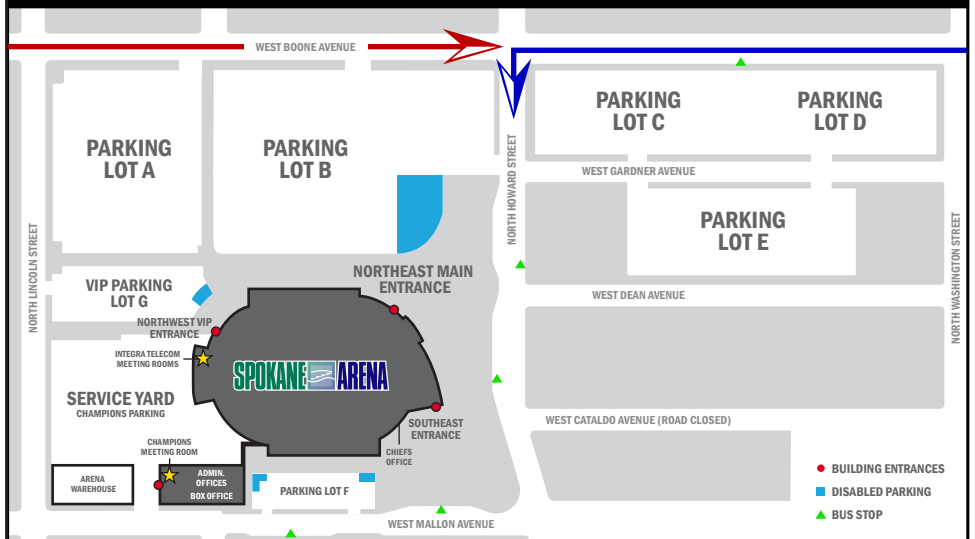 WEST BOONE AVENUE
PARKING
LOT A
PARKING
LOT B
PARKING
LOT C
PARKING
LOT D
NORTH HOWARD STREET
WEST GARDNER AVENUE
PARKING
LOT E
NORTH LINCOLN STREET
NORTH WASHINGTON STREET
VIP PARKING
LOT G
NORTHEAST MAIN
ENTRANCE
WEST DEAN AVENUE
NORTHWEST VIP
ENTRANCE
INTEGRA TELECOM
MEETING ROOMS
SPOKANE ARENA
SERVICE YARD
CHAMPIONS PARKING
SOUTHEAST
ENTRANCE
WEST CATALDO AVENUE (ROAD CLOSED)
CHIEFS
OFFICE
CHAMPIONS
MEETING ROOM
ARENA
WAREHOUSE
ADMIN.
OFFICES
BOX OFFICE
PARKING LOT F
WEST MALLON AVENUE
BUILDING ENTRANCES
DISABLED PARKING
BUS STOP